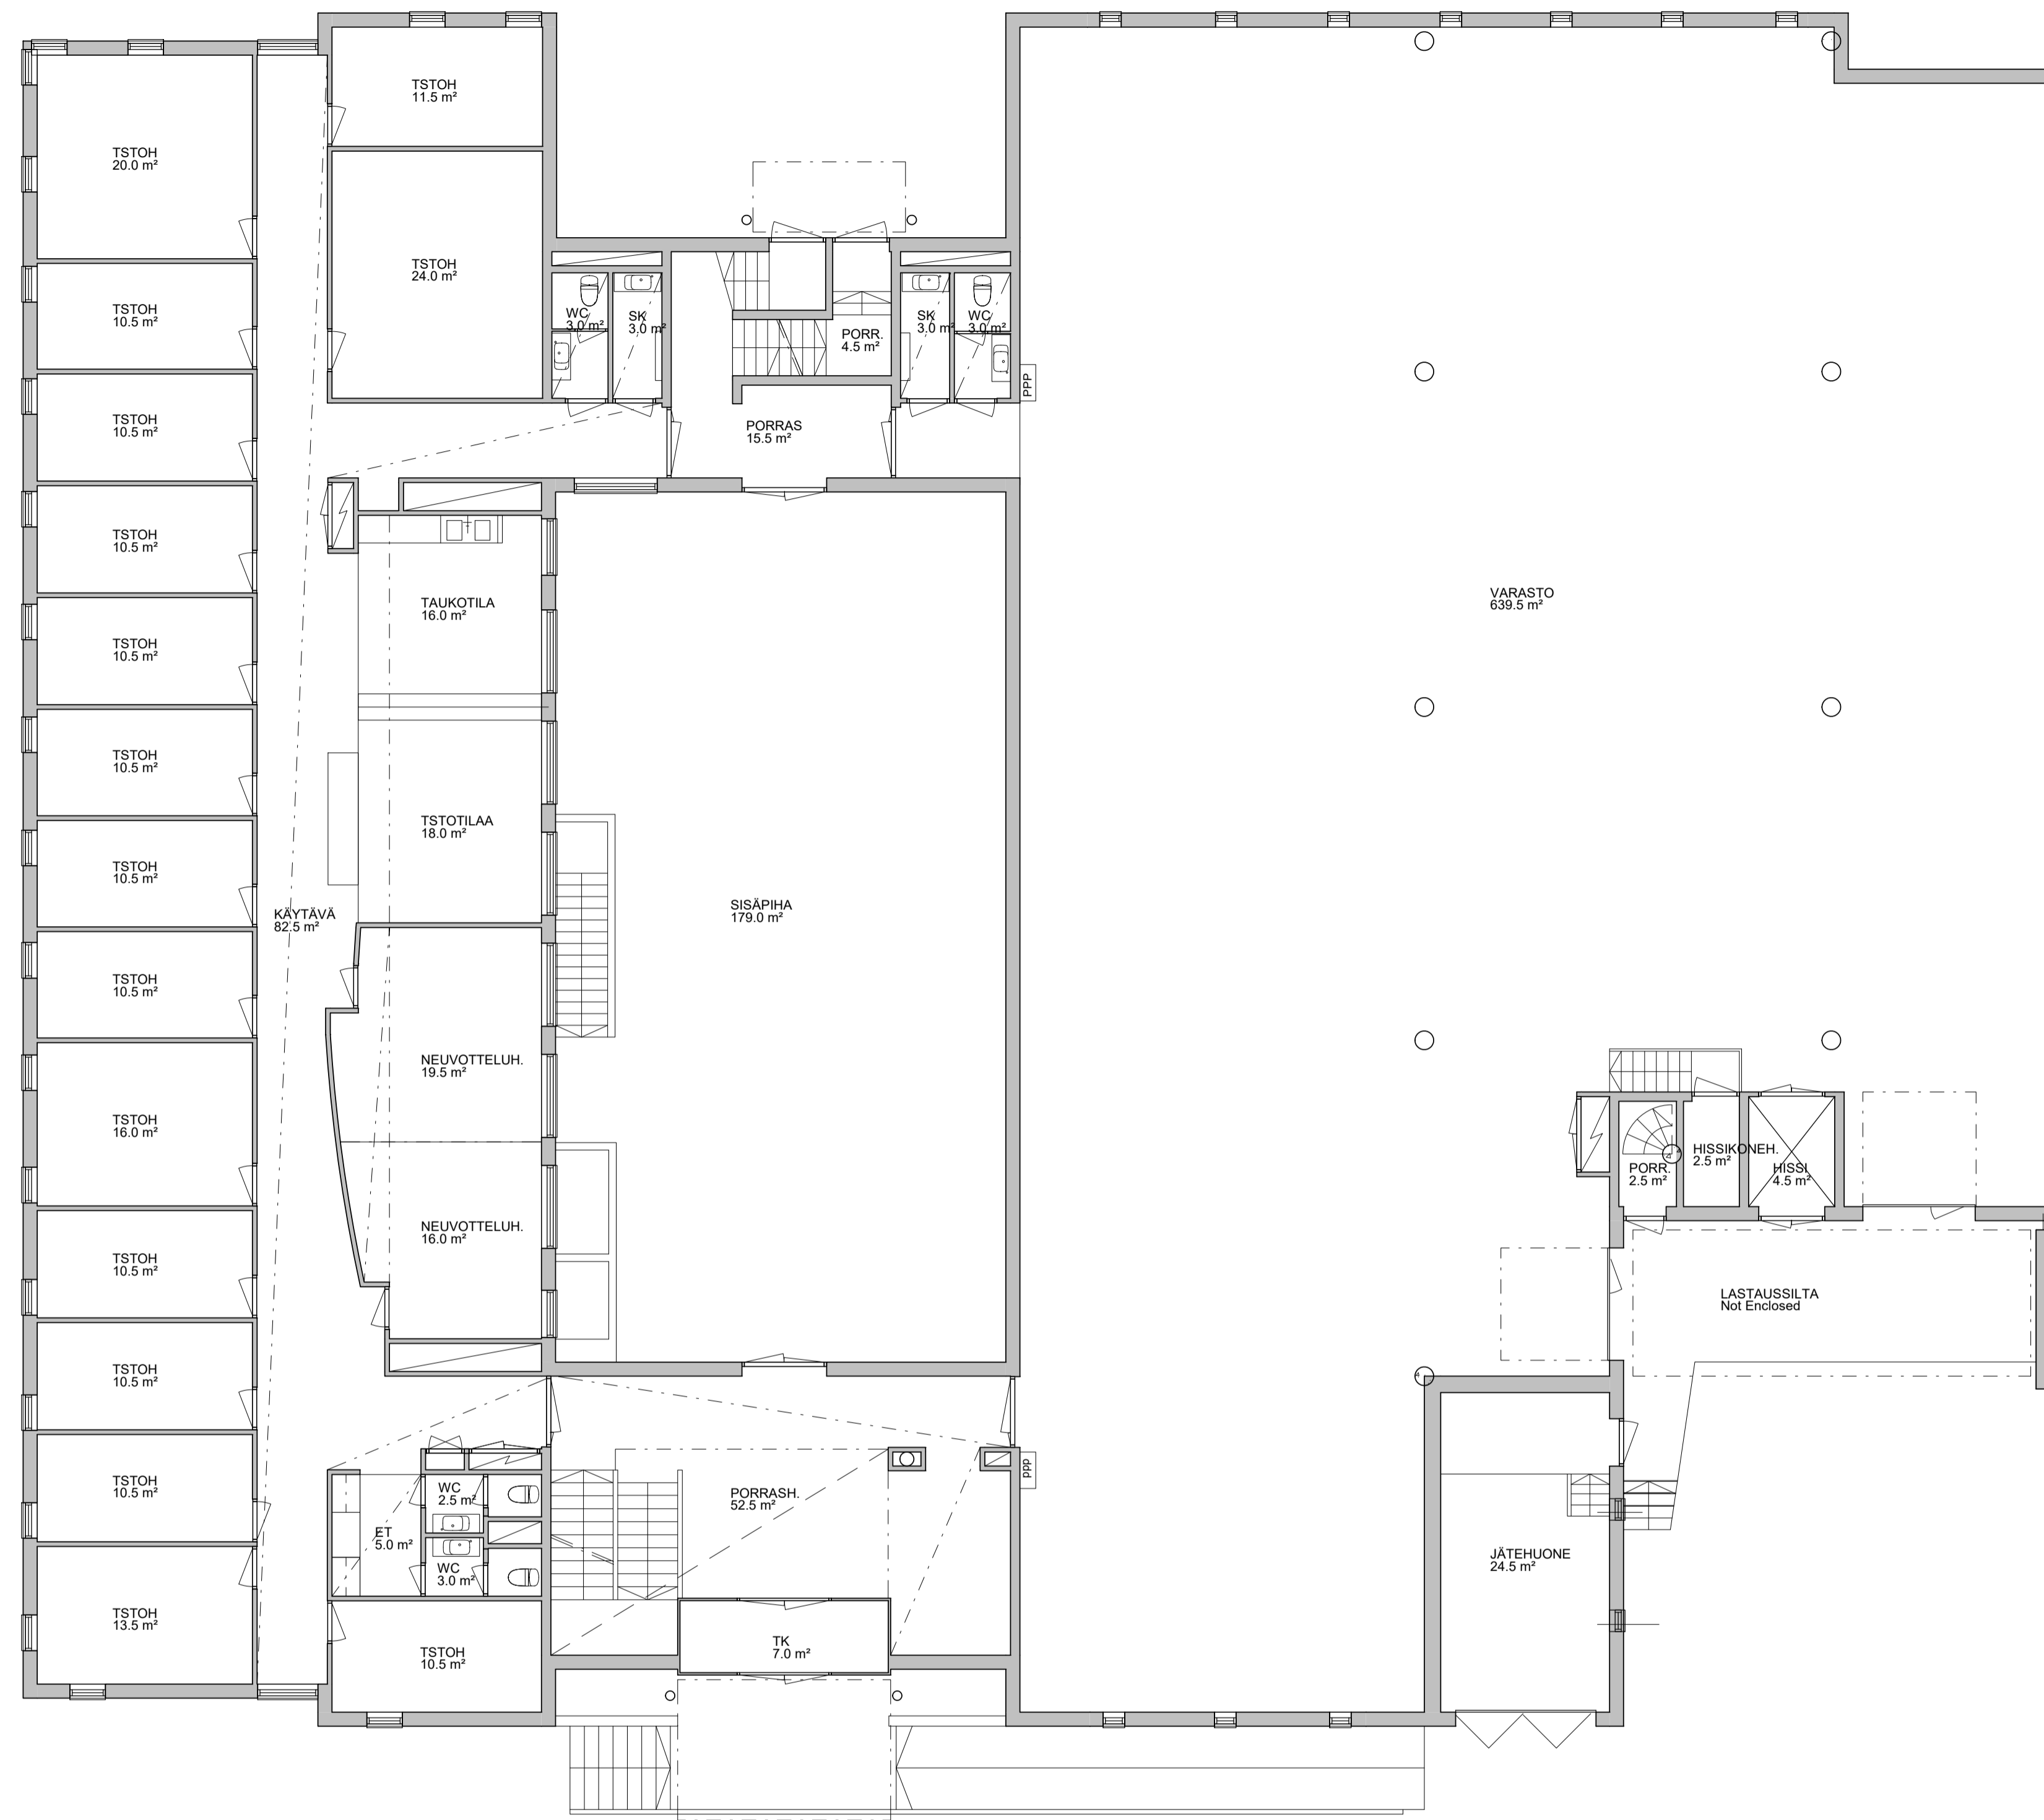 TSTOH
11.5 m²
TSTOH
20.0 m²
TSTOH
24.0 m²
TSTOH
10.5 m²
WC
3.0 m²
SK
3.0 m²
PORR.
4.5 m²
SK
3.0 m²
WC
3.0 m²
PPP
TSTOH
10.5 m²
PORRAS
15.5 m²
TSTOH
10.5 m²
TAUKOTILA
16.0 m²
VARASTO
639.5 m²
TSTOH
10.5 m²
TSTOH
10.5 m²
TSTOTILAA
18.0 m²
TSTOH
10.5 m²
KÄYTÄVÄ
82.5 m²
SISÄPIHA
179.0 m²
TSTOH
10.5 m²
NEUVOTTELUH.
19.5 m²
TSTOH
16.0 m²
PORR.
2.5 m²
HISSIKONEH.
2.5 m²
HISSI
4.5 m²
NEUVOTTELUH.
16.0 m²
TSTOH
10.5 m²
LASTAUSSILTA
Not Enclosed
TSTOH
10.5 m²
TSTOH
10.5 m²
WC
2.5 m²
PORRASH.
52.5 m²
ppp
ET
5.0 m²
WC
3.0 m²
JÄTEHUONE
24.5 m²
TSTOH
13.5 m²
TSTOH
10.5 m²
TK
7.0 m²